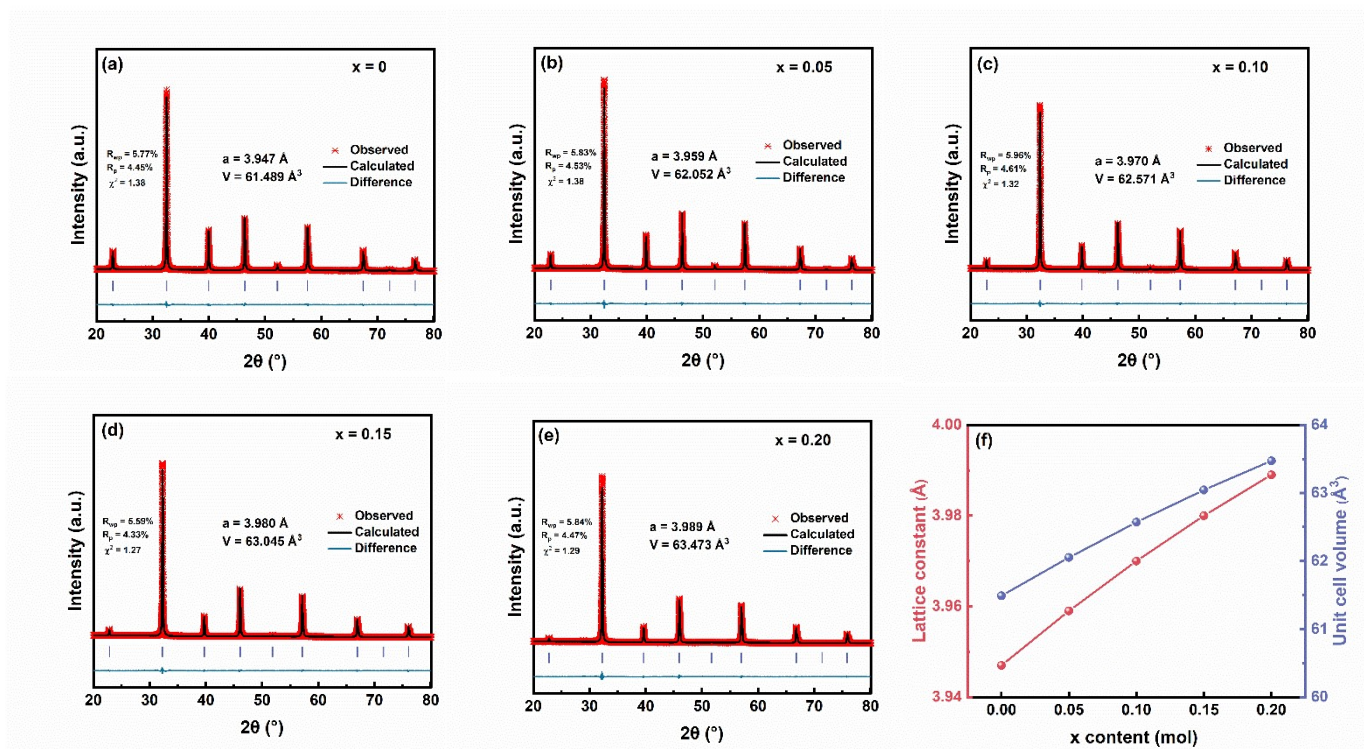 (a)
x = 0
Intensity (a.u.)
Rwp = 5.77%
Rp = 4.45%
χ² = 1.38
a = 3.947 Å
V = 61.489 Å³
Observed
Calculated
Difference
20 30 40 50 60 70 80
2θ (°)
(b)
x = 0.05
Intensity (a.u.)
Rwp = 5.83%
Rp = 4.53%
χ² = 1.38
a = 3.959 Å
V = 62.052 Å³
Observed
Calculated
Difference
20 30 40 50 60 70 80
2θ (°)
(c)
x = 0.10
Intensity (a.u.)
Rwp = 5.96%
Rp = 4.61%
χ² = 1.32
a = 3.970 Å
V = 62.571 Å³
Observed
Calculated
Difference
20 30 40 50 60 70 80
2θ (°)
(d)
x = 0.15
Intensity (a.u.)
Rwp = 5.59%
Rp = 4.33%
χ² = 1.27
a = 3.980 Å
V = 63.045 Å³
Observed
Calculated
Difference
20 30 40 50 60 70 80
2θ (°)
(e)
x = 0.20
Intensity (a.u.)
Rwp = 5.84%
Rp = 4.47%
χ² = 1.29
a = 3.989 Å
V = 63.473 Å³
Observed
Calculated
Difference
20 30 40 50 60 70 80
2θ (°)
(f)
Lattice constant (Å)
4.00
3.98
3.96
3.94
Unit cell volume (Å³)
64
63
62
61
60
0.00 0.05 0.10 0.15 0.20
x content (mol)